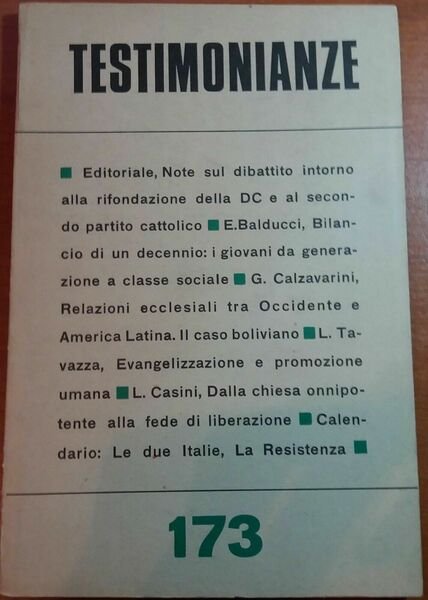 TESTIMONIANZE
■ Editoriale, Note sul dibattito intorno
alla rifondazione della DC e al secon-
do partito cattolico ■ E.Balducci, Bilan-
cio di un decennio: i giovani da genera-
zione a classe sociale ■ G. Calzavarini,
Relazioni ecclesiali tra Occidente e
America Latina. Il caso boliviano ■ L. Ta-
vazza, Evangelizzazione e promozione
umana ■ L. Casini, Dalla chiesa onnipo-
tente alla fede di liberazione ■ Calen-
dario: Le due Italie, La Resistenza ■
173